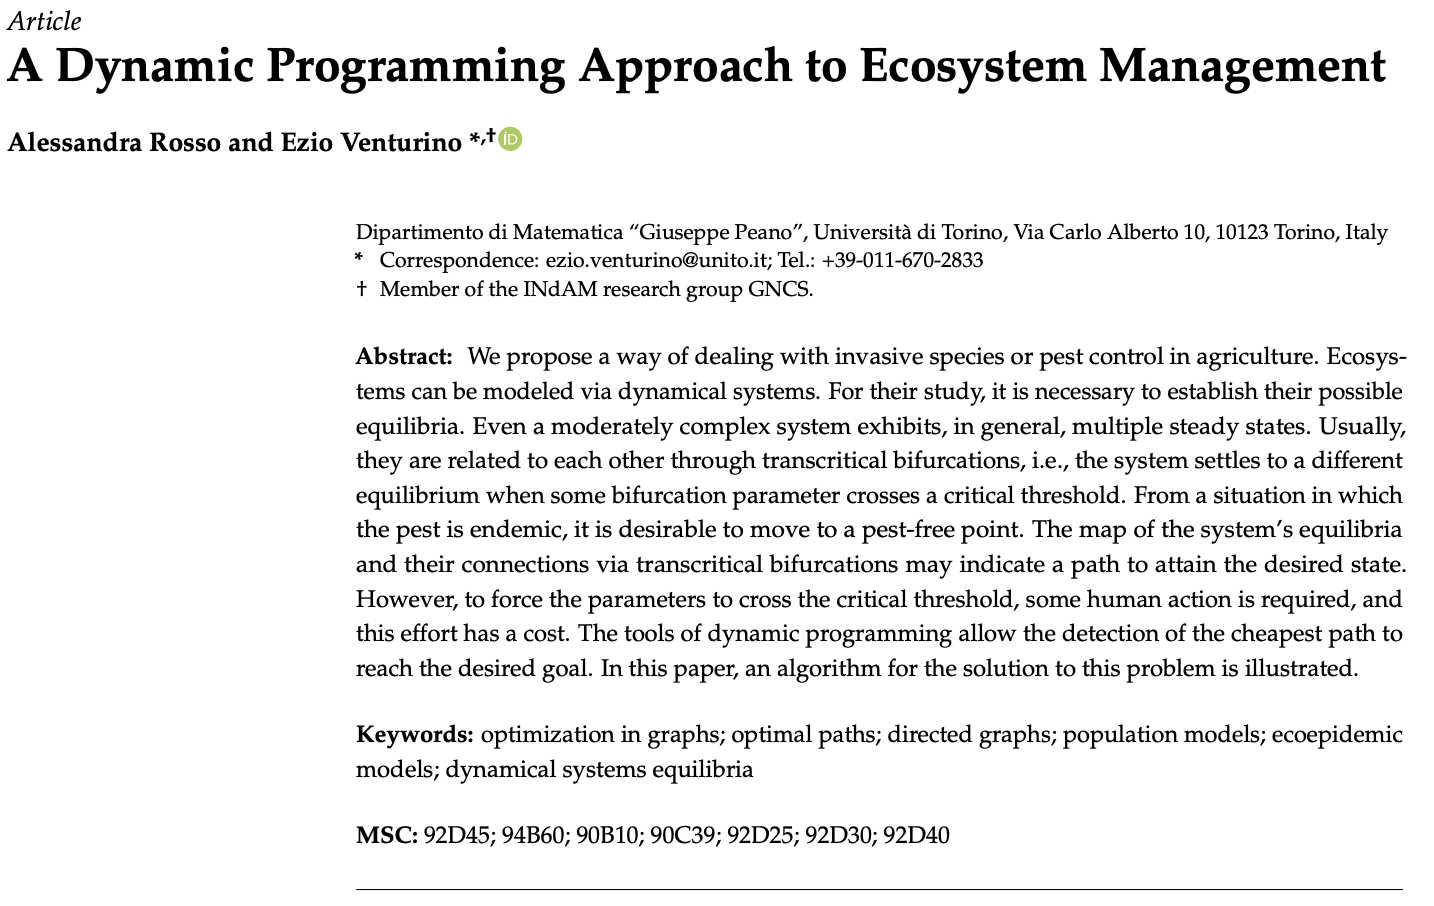 Article
A Dynamic Programming Approach to Ecosystem Management
Alessandra Rosso and Ezio Venturino *,† iD
Dipartimento di Matematica “Giuseppe Peano”, Università di Torino, Via Carlo Alberto 10, 10123 Torino, Italy
* Correspondence: ezio.venturino@unito.it; Tel.: +39-011-670-2833
† Member of the INdAM research group GNCS.
Abstract: We propose a way of dealing with invasive species or pest control in agriculture. Ecosys-
tems can be modeled via dynamical systems. For their study, it is necessary to establish their possible
equilibria. Even a moderately complex system exhibits, in general, multiple steady states. Usually,
they are related to each other through transcritical bifurcations, i.e., the system settles to a different
equilibrium when some bifurcation parameter crosses a critical threshold. From a situation in which
the pest is endemic, it is desirable to move to a pest-free point. The map of the system’s equilibria
and their connections via transcritical bifurcations may indicate a path to attain the desired state.
However, to force the parameters to cross the critical threshold, some human action is required, and
this effort has a cost. The tools of dynamic programming allow the detection of the cheapest path to
reach the desired goal. In this paper, an algorithm for the solution to this problem is illustrated.
Keywords: optimization in graphs; optimal paths; directed graphs; population models; ecoepidemic
models; dynamical systems equilibria
MSC: 92D45; 94B60; 90B10; 90C39; 92D25; 92D30; 92D40